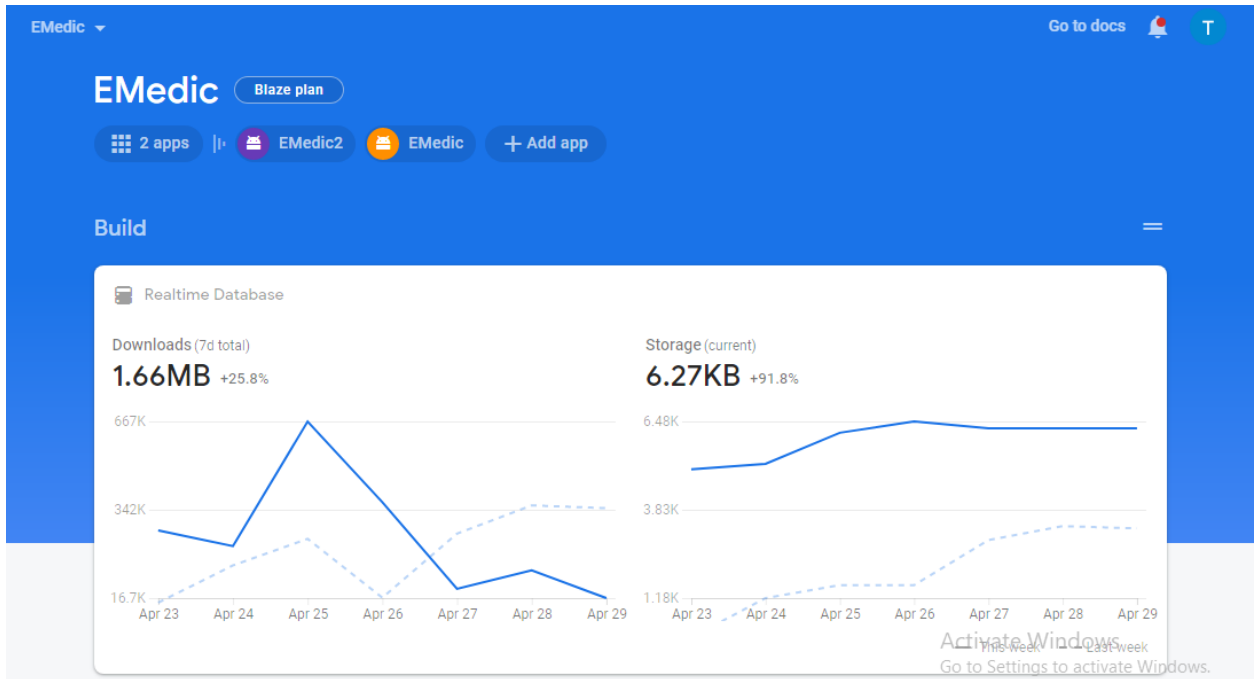 EMedic Go to docs T
EMedic Blaze plan
2 apps EMedic2 EMedic + Add app
Build
Realtime Database
Downloads (7d total)
1.66MB +25.8%
667K
342K
16.7K
Apr 23 Apr 24 Apr 25 Apr 26 Apr 27 Apr 28 Apr 29
Storage (current)
6.27KB +91.8%
6.48K
3.83K
1.18K
Apr 23 Apr 24 Apr 25 Apr 26 Apr 27 Apr 28 Apr 29
This week Last week
Activate Windows
Go to Settings to activate Windows.